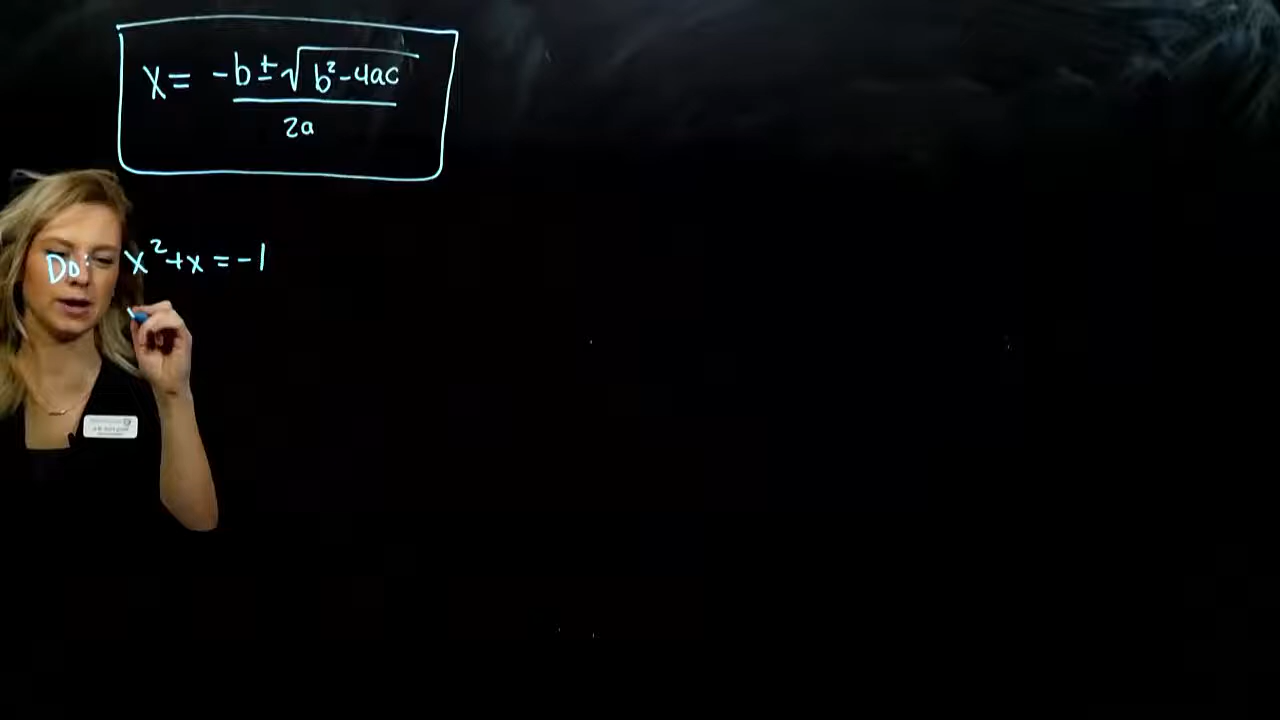 x = -b ± √b² - 4ac
2a
Do: x² + x = -1